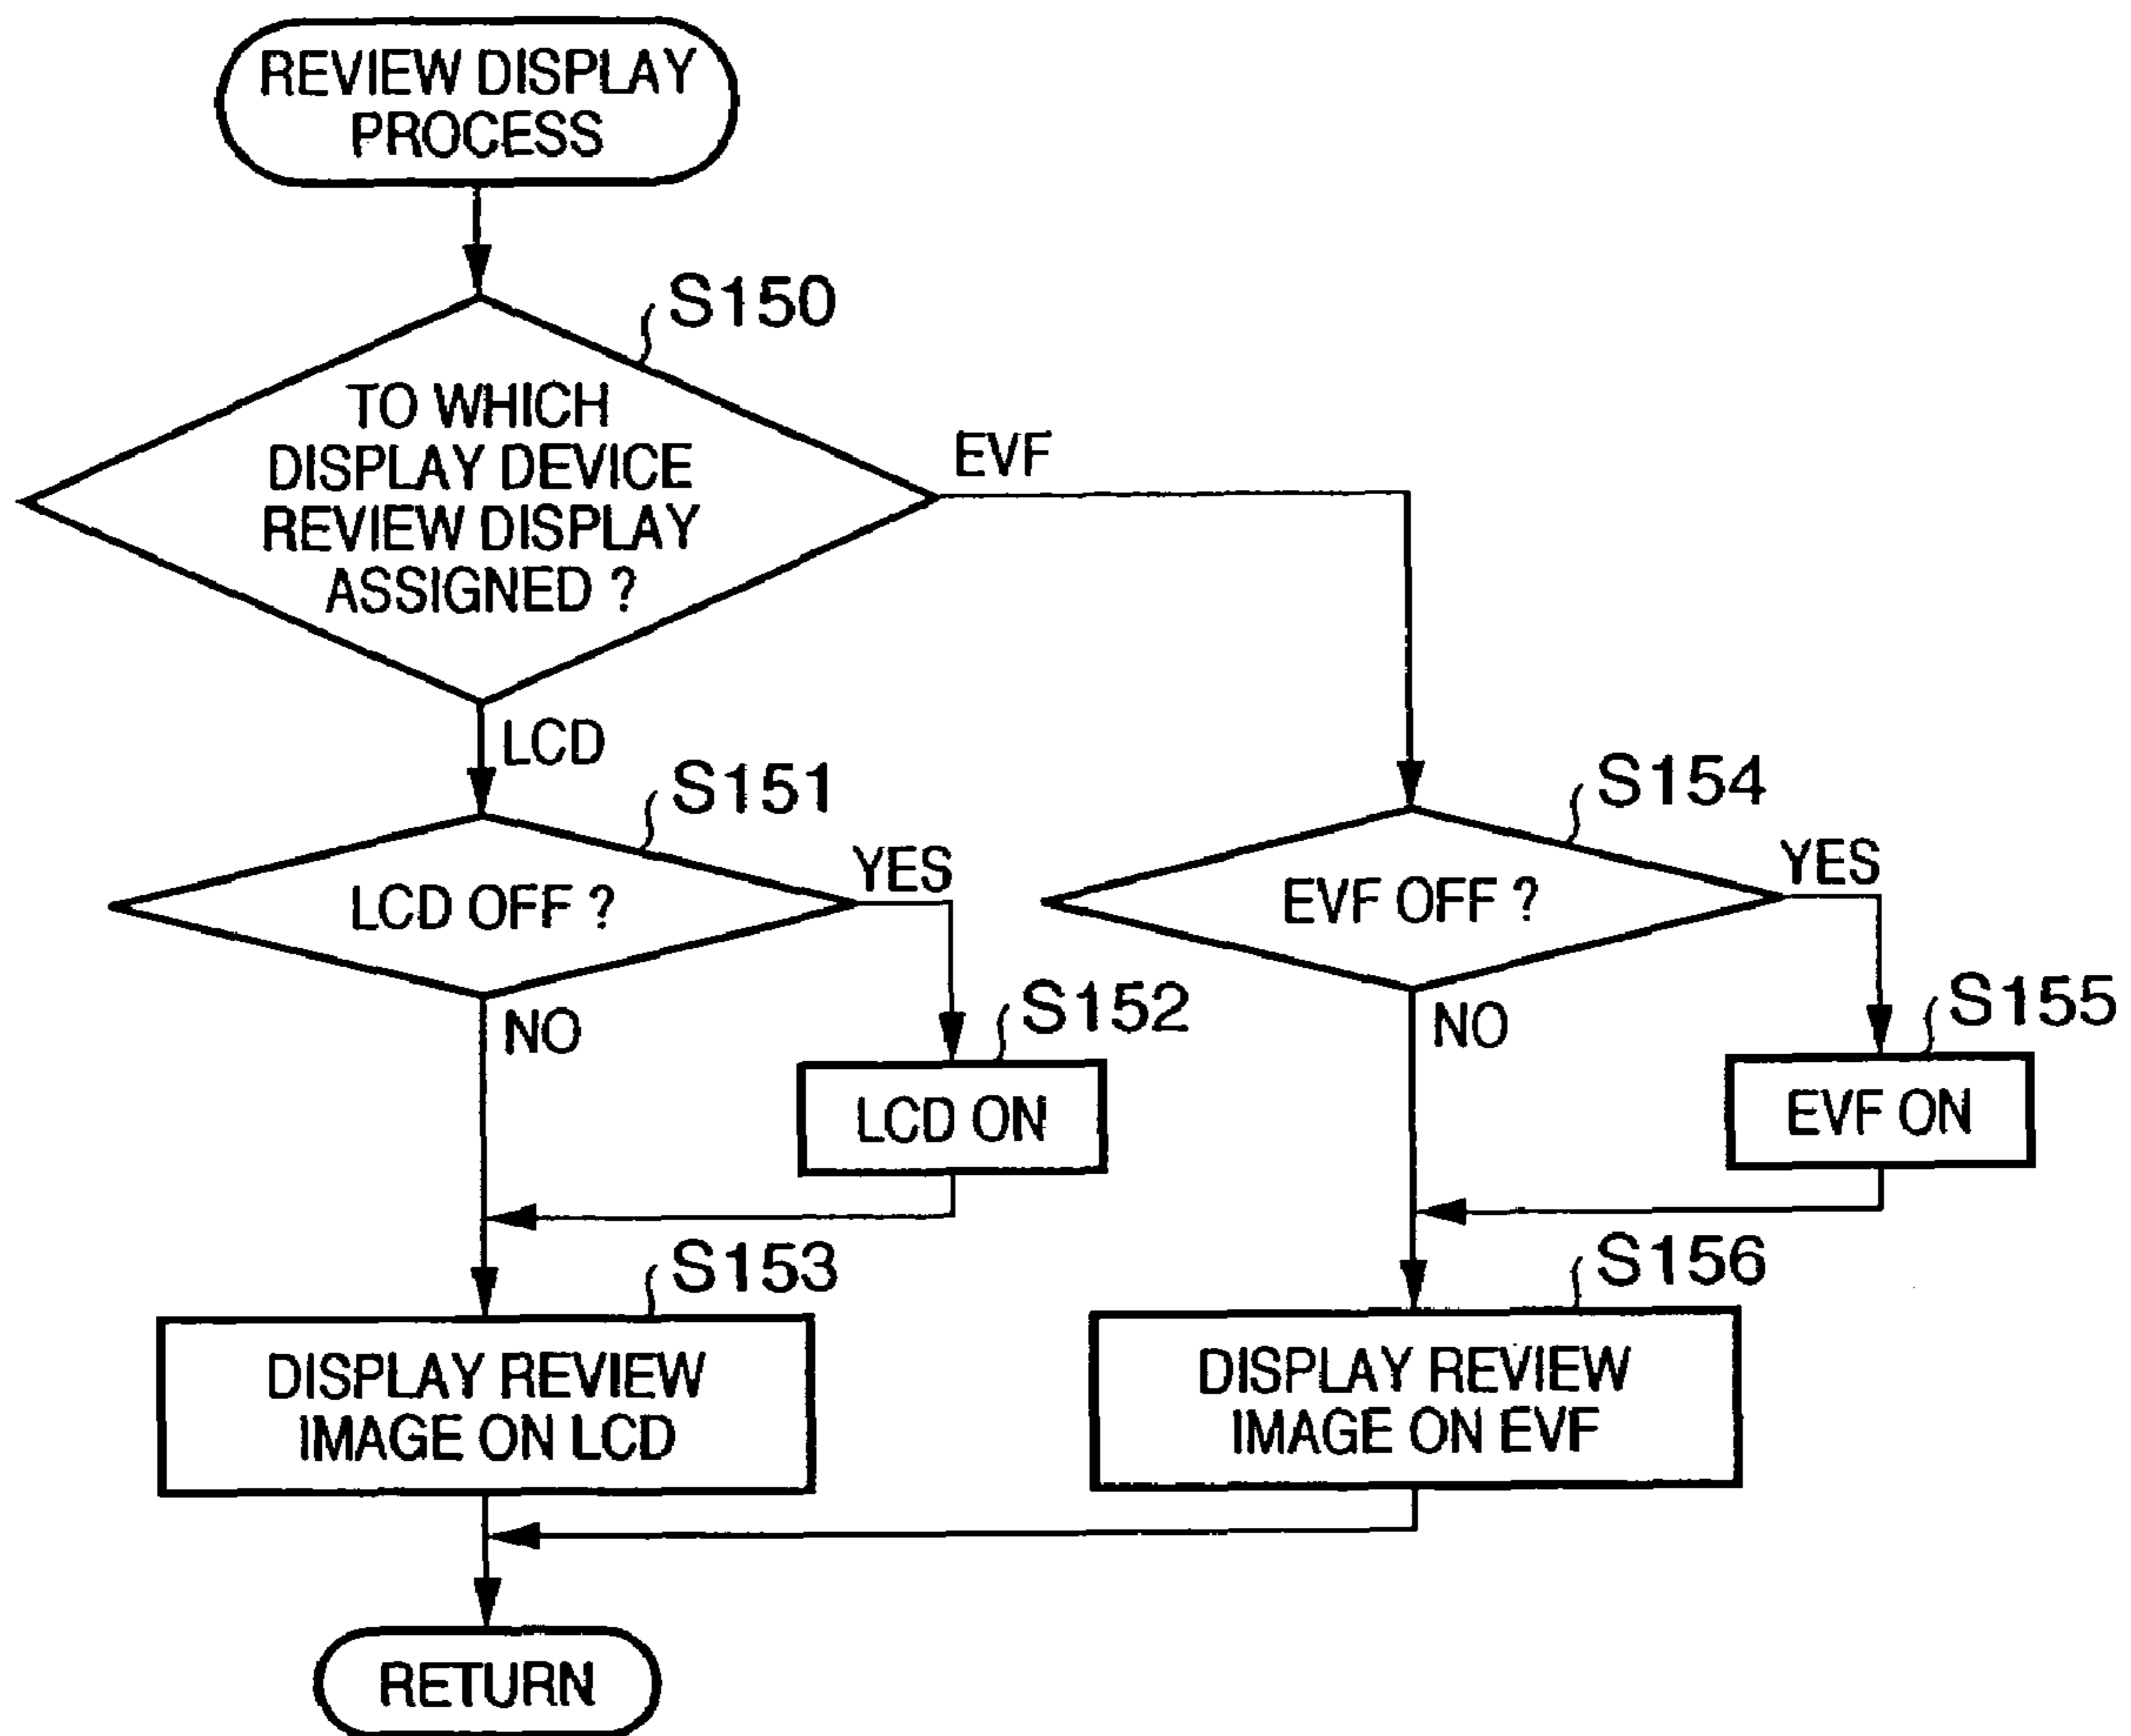 REVIEW DISPLAY
PROCESS
S150
TO WHICH
DISPLAY DEVICE
REVIEW DISPLAY
ASSIGNED ?
EVF
LCD
S151
LCD OFF ?
YES
NO
S152
LCD ON
S153
DISPLAY REVIEW
IMAGE ON LCD
S154
EVF OFF ?
YES
NO
S155
EVF ON
S156
DISPLAY REVIEW
IMAGE ON EVF
RETURN